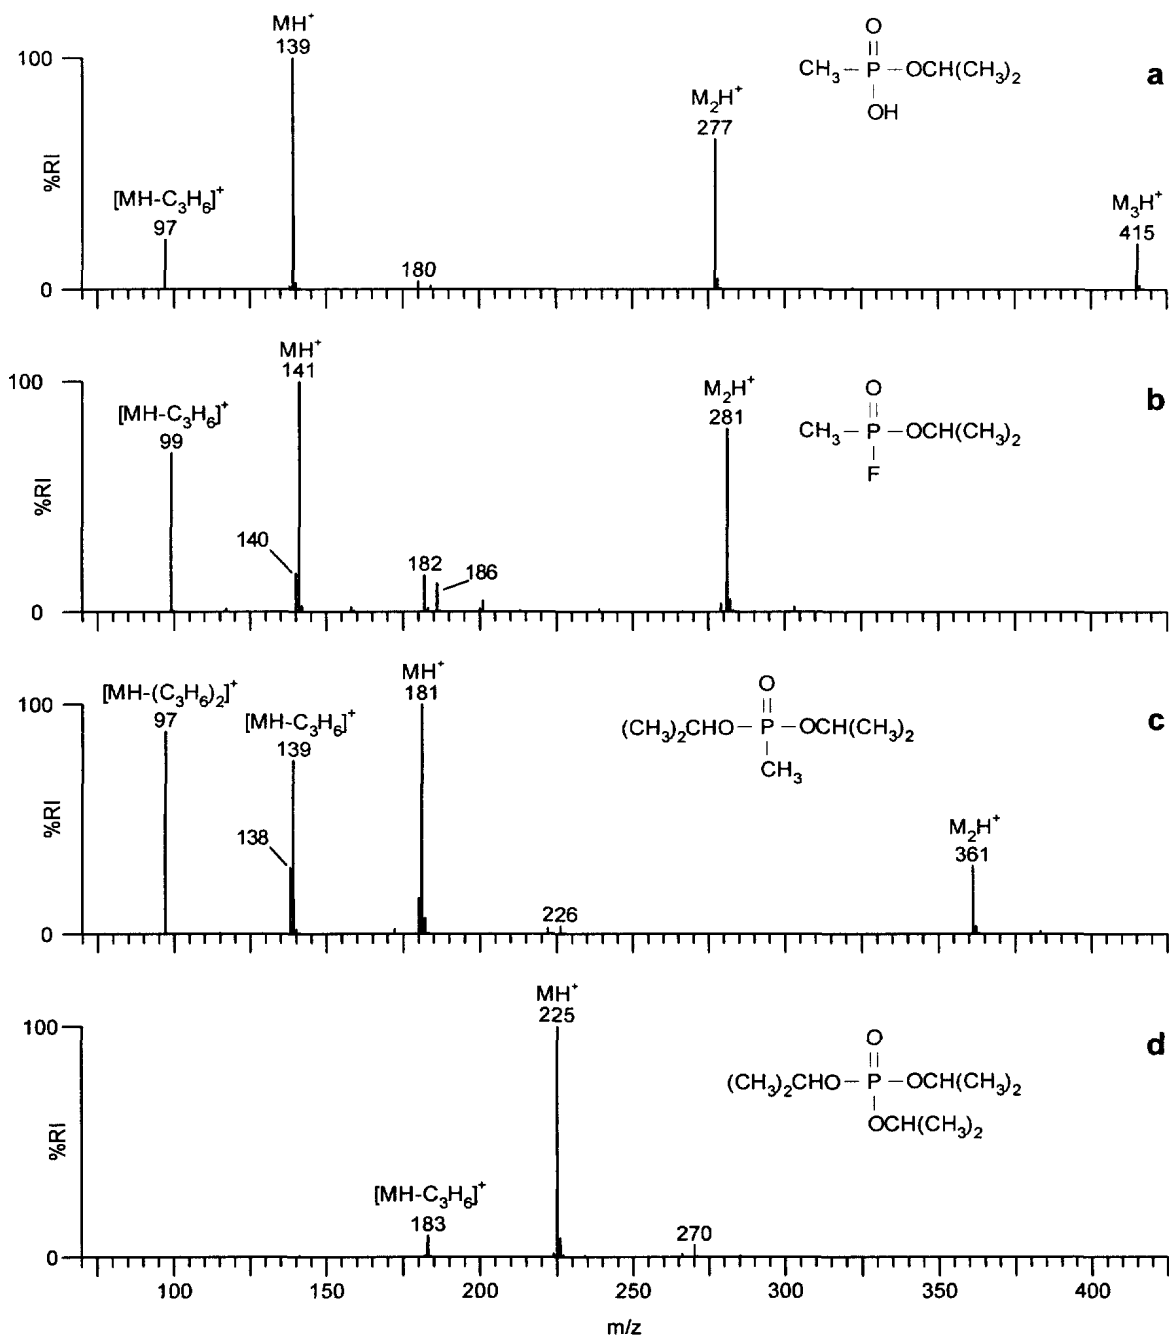 MH⁺
139
100
CH₃–P–OCH(CH₃)₂
O
OH
a
M₂H⁺
277
%RI
[MH-C₃H₆]⁺
97
M₃H⁺
415
180
0
MH⁺
141
100
O
CH₃–P–OCH(CH₃)₂
F
b
M₂H⁺
281
[MH-C₃H₆]⁺
99
%RI
140
182
186
0
[MH-(C₃H₆)₂]⁺
97
MH⁺
181
100
[MH-C₃H₆]⁺
139
O
(CH₃)₂CHO–P–OCH(CH₃)₂
CH₃
c
%RI
138
M₂H⁺
361
226
0
MH⁺
225
100
O
(CH₃)₂CHO–P–OCH(CH₃)₂
OCH(CH₃)₂
d
%RI
[MH-C₃H₆]⁺
183
270
0
100 150 200 250 300 350 400
m/z